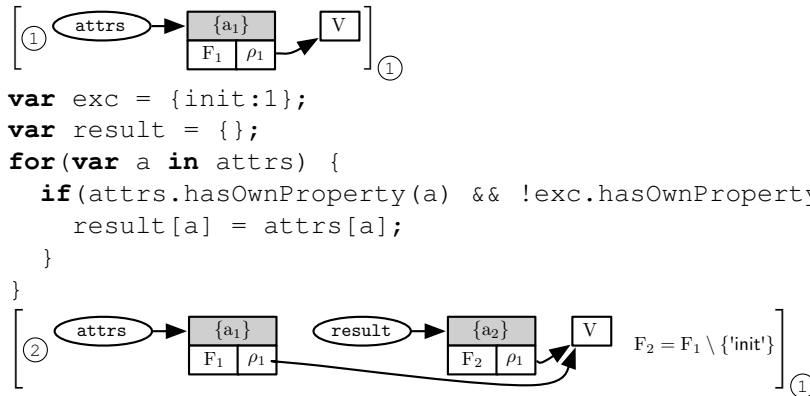 ① attrs {a₁} V
F₁ ρ₁ ①
var exc = {init:1};
var result = {};
for(var a in attrs) {
if(attrs.hasOwnProperty(a) && !exc.hasOwnProperty
result[a] = attrs[a];
}
}
② attrs {a₁} result {a₂} V
F₁ ρ₁ F₂ ρ₁ F₂ = F₁ \ {'init'}
①